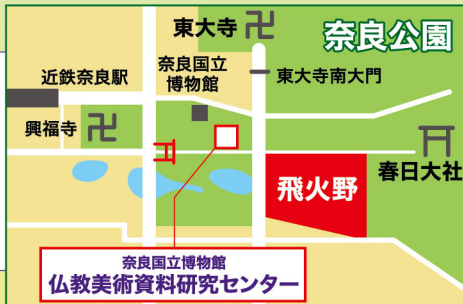 東大寺
奈良公園
近鉄奈良駅
奈良国立
博物館
東大寺南大門
興福寺
春日大社
飛火野
奈良国立博物館
仏教美術資料研究センター